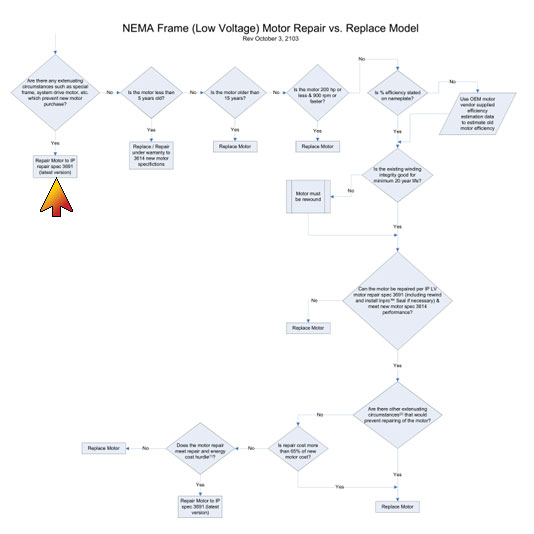 NEMA Frame (Low Voltage) Motor Repair vs. Replace Model
Rev October 3, 2103
Are there any extenuating
circumstances such as special
frame, system drive motor, etc.
which prevent new motor
purchase?
No
Is the motor less than
5 years old?
No
Is the motor older than
15 years?
No
Is the motor 200 hp or
less & 900 rpm or
faster?
No
Is % efficiency stated
on nameplate?
No
Use OEM motor
vendor supplied
efficiency
estimation data
to estimate old
motor efficiency
Yes
Repair Motor to IP
repair spec 3691
(latest version)
Yes
Replace / Repair
under warranty to
3614 new motor
specifictions
Yes
Replace Motor
Yes
Replace Motor
Yes
Is the existing winding
integrity good for
minimum 20 year life?
No
Motor must
be rewound
Yes
Can the motor be repaired per IP LV
motor repair spec 3691 (including rewind
and install Inpro™ Seal if necessary) &
meet new motor spec 3614
performance?
No
Replace Motor
Yes
Are there other extenuating
circumstances that would
prevent repairing of the motor?
No
Is repair cost more
than 65% of new
motor cost?
No
Does the motor repair
meet repair and energy
cost hurdle
No
Replace Motor
Yes
Repair Motor to IP
spec 3691 (latest
version)
Yes
Yes
Replace Motor